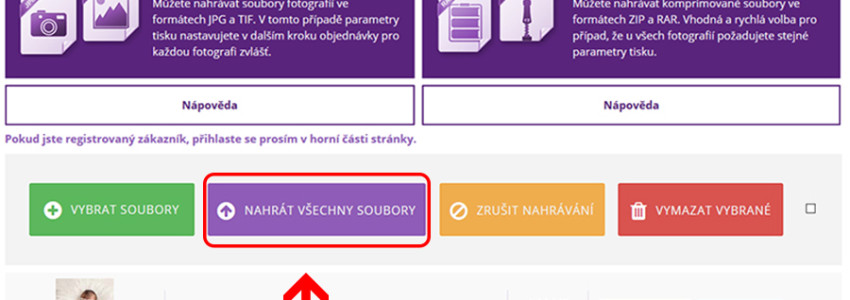 Můžete nahrávat soubory fotografií ve
formátech JPG a TIF. V tomto případě parametry
tisku nastavujete v dalším kroku objednávky pro
každou fotografi zvlášť.
Můžete nahrávat komprimované soubory ve
formátech ZIP a RAR. Vhodná a rychlá volba pro
případ, že u všech fotografií požadujete stejné
parametry tisku.
Nápověda
Nápověda
Pokud jste registrovaný zákazník, přihlaste se prosím v horní části stránky.
VYBRAT SOUBORY
NAHRÁT VŠECHNY SOUBORY
ZRUŠIT NAHRÁVÁNÍ
VYMAZAT VYBRANÉ